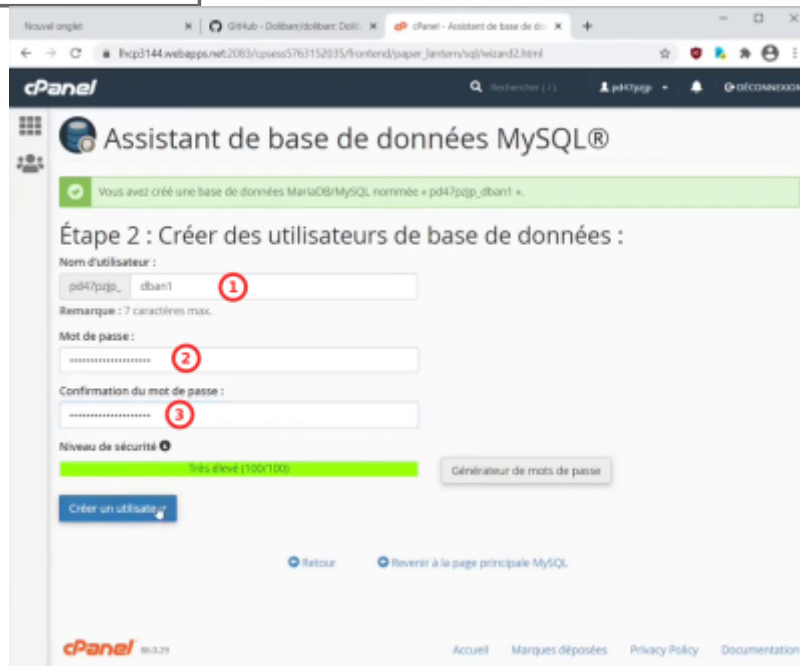 Nouvel onglet
GitHub - Dolibarr/dolibarr: Dolib
cPanel - Assistant de base de do
lhcp3144.webapps.net:2083/cpsess5763152035/frontend/paper_lantern/sql/wizard2.html
cPanel
Rechercher ( / )
pd47pzjp
DÉCONNEXION
Assistant de base de données MySQL®
Vous avez créé une base de données MariaDB/MySQL nommée « pd47pzjp_dban1 ».
Étape 2 : Créer des utilisateurs de base de données :
Nom d'utilisateur :
pd47pzjp_ dban1 1
Remarque : 7 caractères max.
Mot de passe :
2
Confirmation du mot de passe :
3
Niveau de sécurité
Très élevé (100/100)
Générateur de mots de passe
Créer un utilisateur
Retour
Revenir à la page principale MySQL
cPanel 86.0.29
Accueil Marques déposées Privacy Policy Documentation